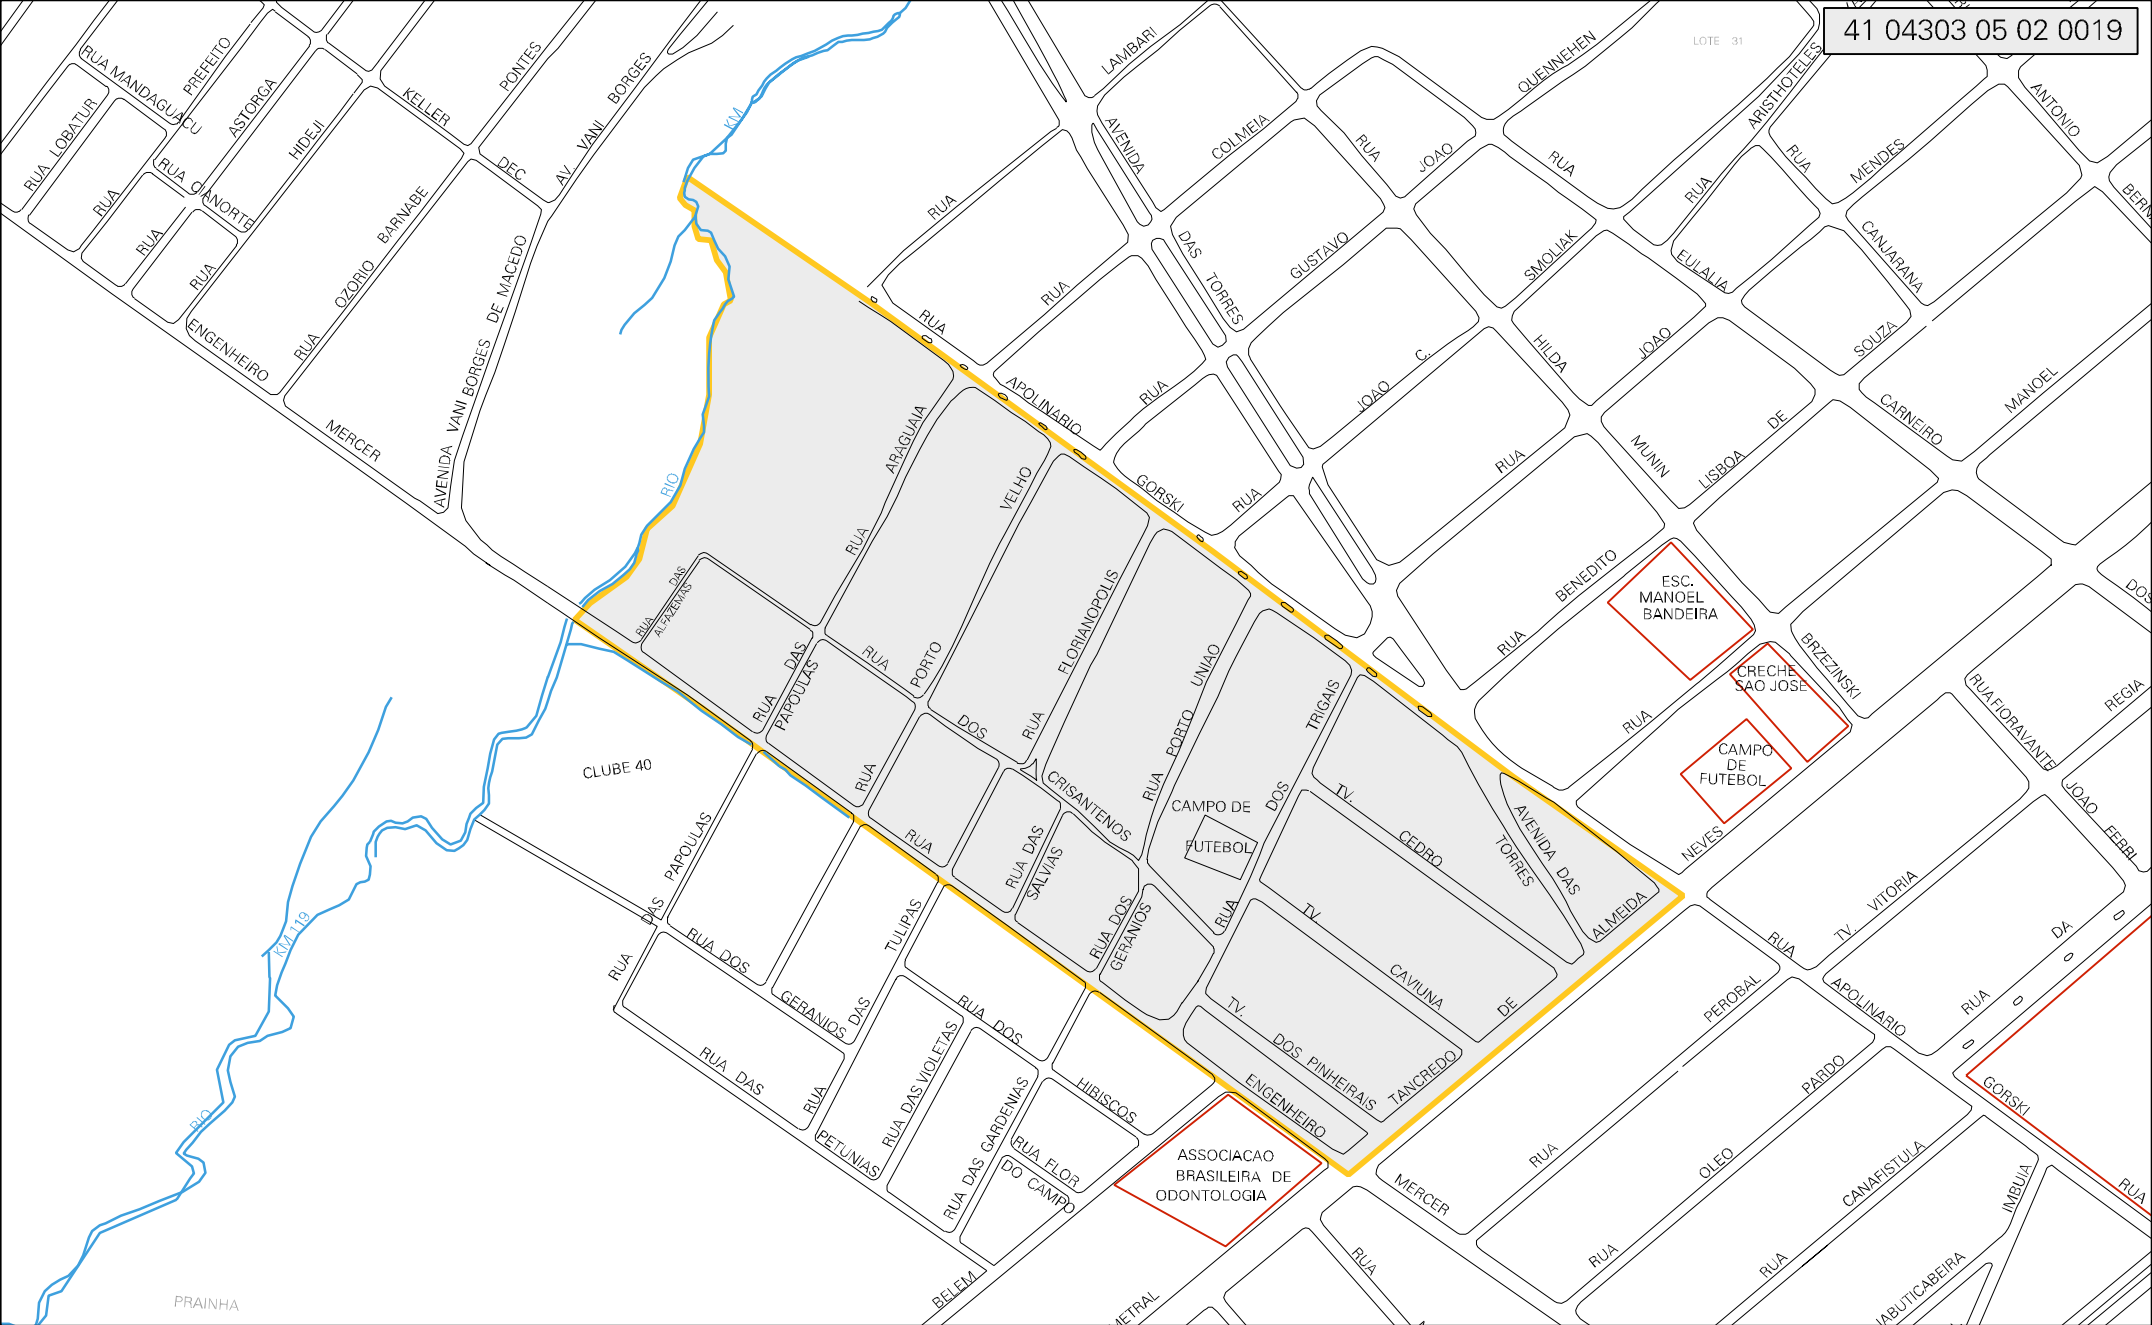 41 04303 05 02 0019
LOTE 31
RUA MANDAGUACU
PREFEITO
ASTORGA
HIDEJI
KELLER
PONTES
DEC
AV VANI BORGES
RUA LOBATUR
RUA
RUA CIANORTE
RUA
RUA
OZORIO
BARNABE
RUA
ENGENHEIRO
MERCER
AVENIDA VANI BORGES DE MACEDO
KM
RIO
LAMBARI
AVENIDA
COLMEIA
RUA
JOAO
QUENNEHEN
RUA
ARISTHOTELES
ANTONIO
MENDES
RUA
RUA
BERN
RUA
DAS TORRES
GUSTAVO
SMOLIAK
EULALIA
CANJARANA
RUA
RUA
APOLINARIO
RUA
JOAO C.
HILDA
JOAO
SOUZA
CARNEIRO
MANOEL
GORSKI
RUA
RUA
MUNIN
LISBOA
DE
ARAGUAIA
RUA
VELHO
PORTO
RUA
FLORIANOPOLIS
RUA
UNIAO
PORTO
RUA
TRIGAIS
DOS
RUA
RUA DAS
ALFAZEMAS
RUA DAS
PAPOULAS
RUA
DOS
CRISANTENOS
CAMPO DE
FUTEBOL
TV.
CEDRO
AVENIDA DAS
TORRES
ALMEIDA
RUA
RUA DAS
SALVIAS
RUA DOS
GERANIOS
TV.
CAVIUNA
DE
TV.
DOS PINHEIRAIS
TANCREDO
ENGENHEIRO
RUA
BENEDITO
ESC.
MANOEL
BANDEIRA
CRECHE
SAO JOSE
BRZEZINSKI
RUA
CAMPO
DE
FUTEBOL
NEVES
RUA FIORAVANTE
REGIA
DOS
JOAO
FERRI
CLUBE 40
PAPOULAS
DAS
RUA
RUA DOS
GERANIOS
TULIPAS
DAS
RUA
RUA DAS
PETUNIAS
RUA DAS VIOLETAS
RUA DOS
HIBISCOS
RUA DAS GARDENIAS
RUA FLOR
DO CAMPO
BELEM
ASSOCIACAO
BRASILEIRA DE
ODONTOLOGIA
METRAL
MERCER
RUA
RUA
PEROBAL
RUA
TV.
VITORIA
APOLINARIO
RUA
DA
GORSKI
RUA
OLEO
PARDO
RUA
CANAFISTULA
RUA
IMBUIA
JABUTICABEIRA
KM 119
RIO
PRAINHA